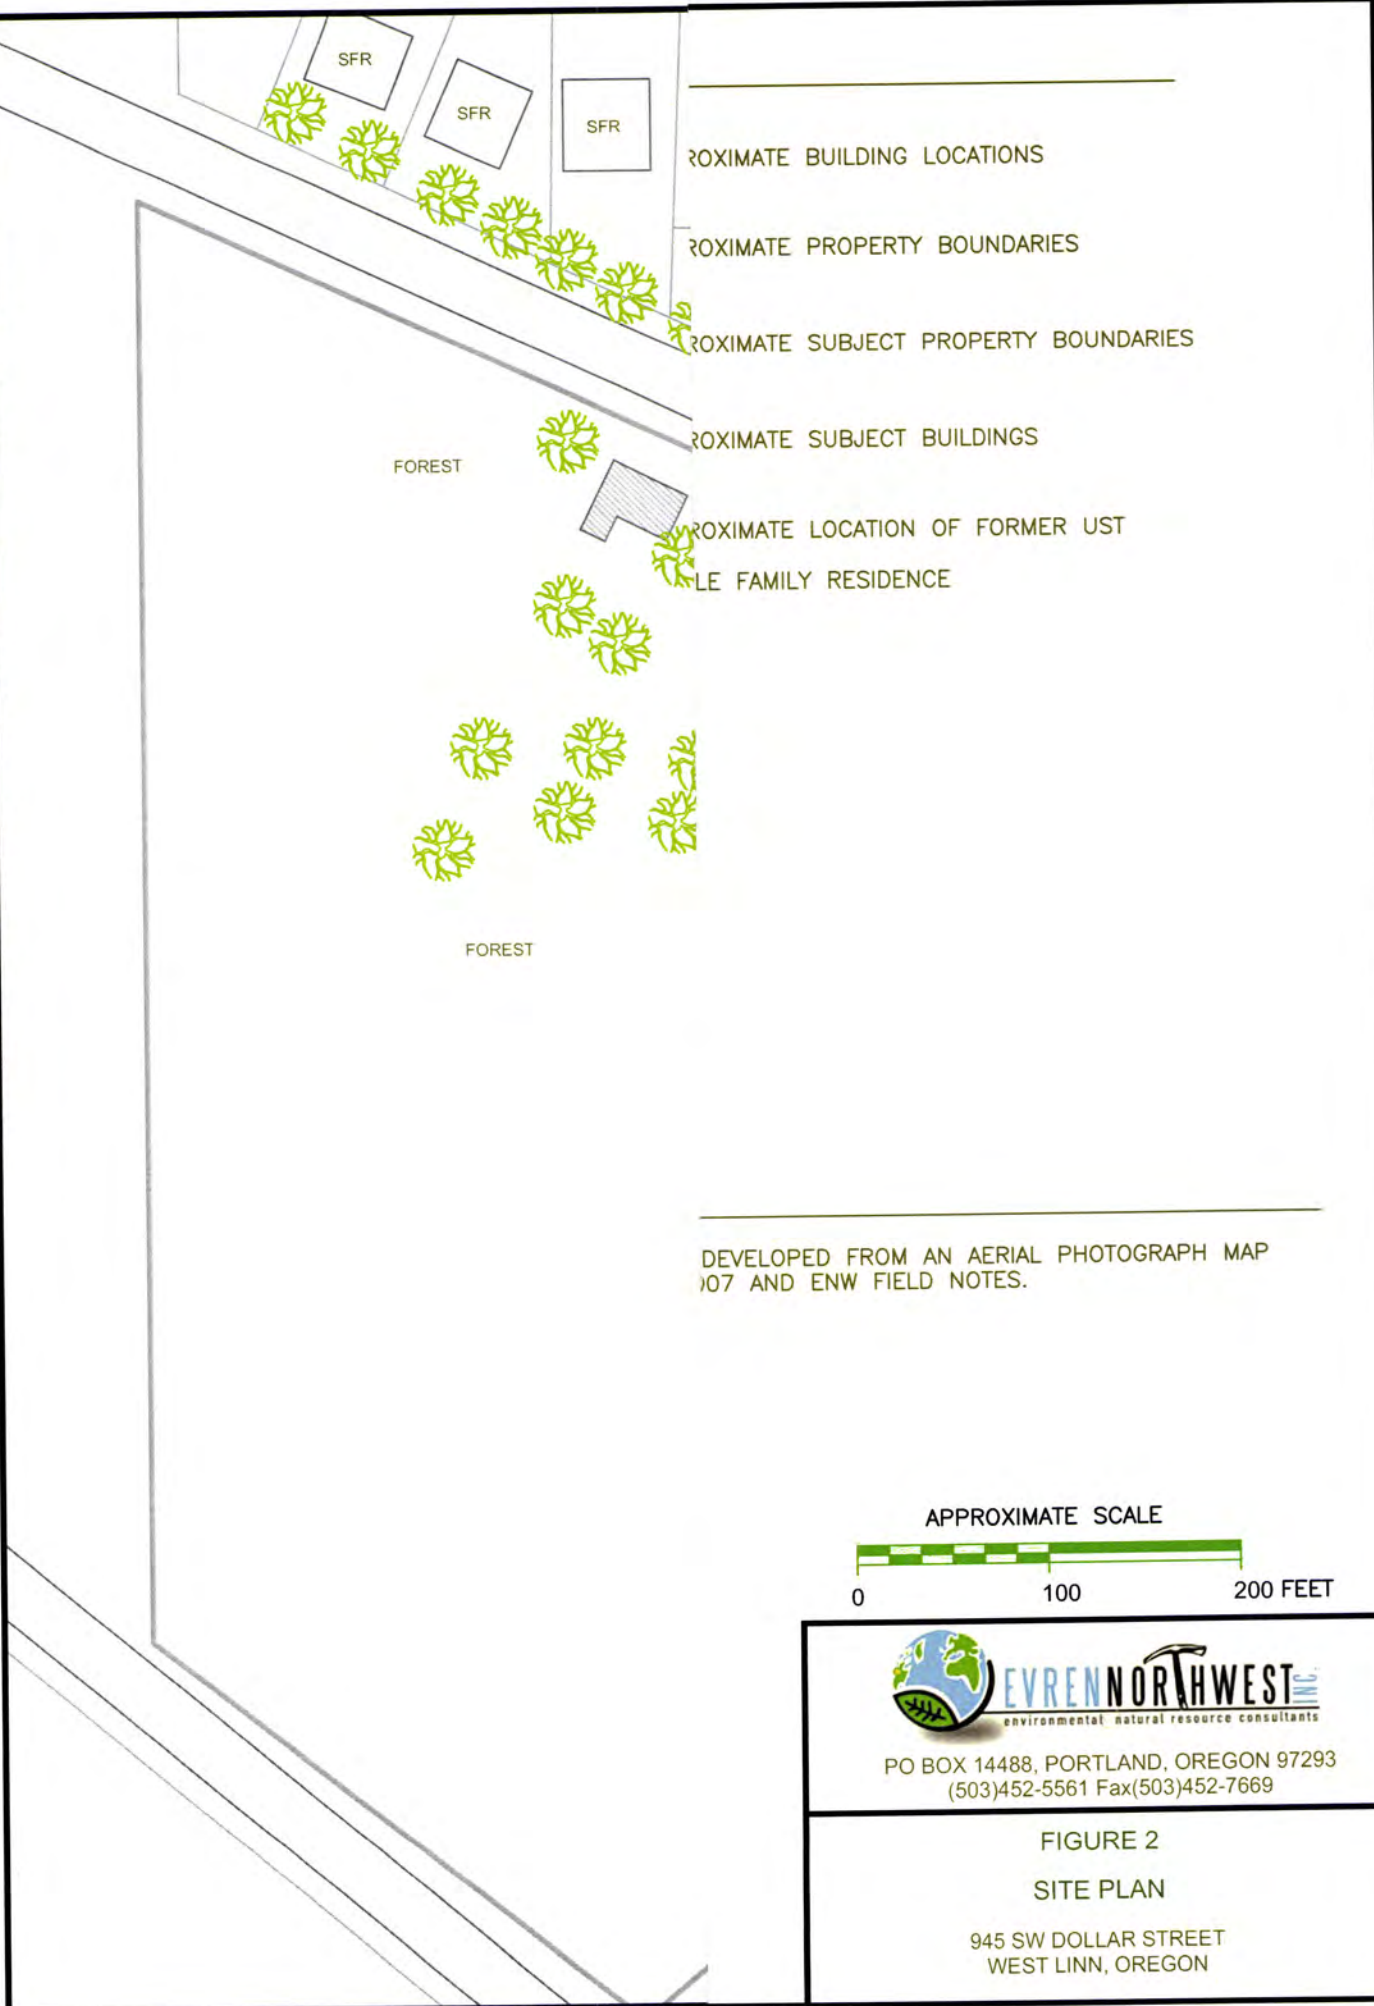 SFR
SFR
SFR
ROXIMATE BUILDING LOCATIONS
ROXIMATE PROPERTY BOUNDARIES
ROXIMATE SUBJECT PROPERTY BOUNDARIES
ROXIMATE SUBJECT BUILDINGS
FOREST
ROXIMATE LOCATION OF FORMER UST
LE FAMILY RESIDENCE
FOREST
DEVELOPED FROM AN AERIAL PHOTOGRAPH MAP
007 AND ENW FIELD NOTES.
APPROXIMATE SCALE
0 100 200 FEET
EVREN NORTHWEST INC.
environmental natural resource consultants
PO BOX 14488, PORTLAND, OREGON 97293
(503)452-5561 Fax(503)452-7669
FIGURE 2
SITE PLAN
945 SW DOLLAR STREET
WEST LINN, OREGON